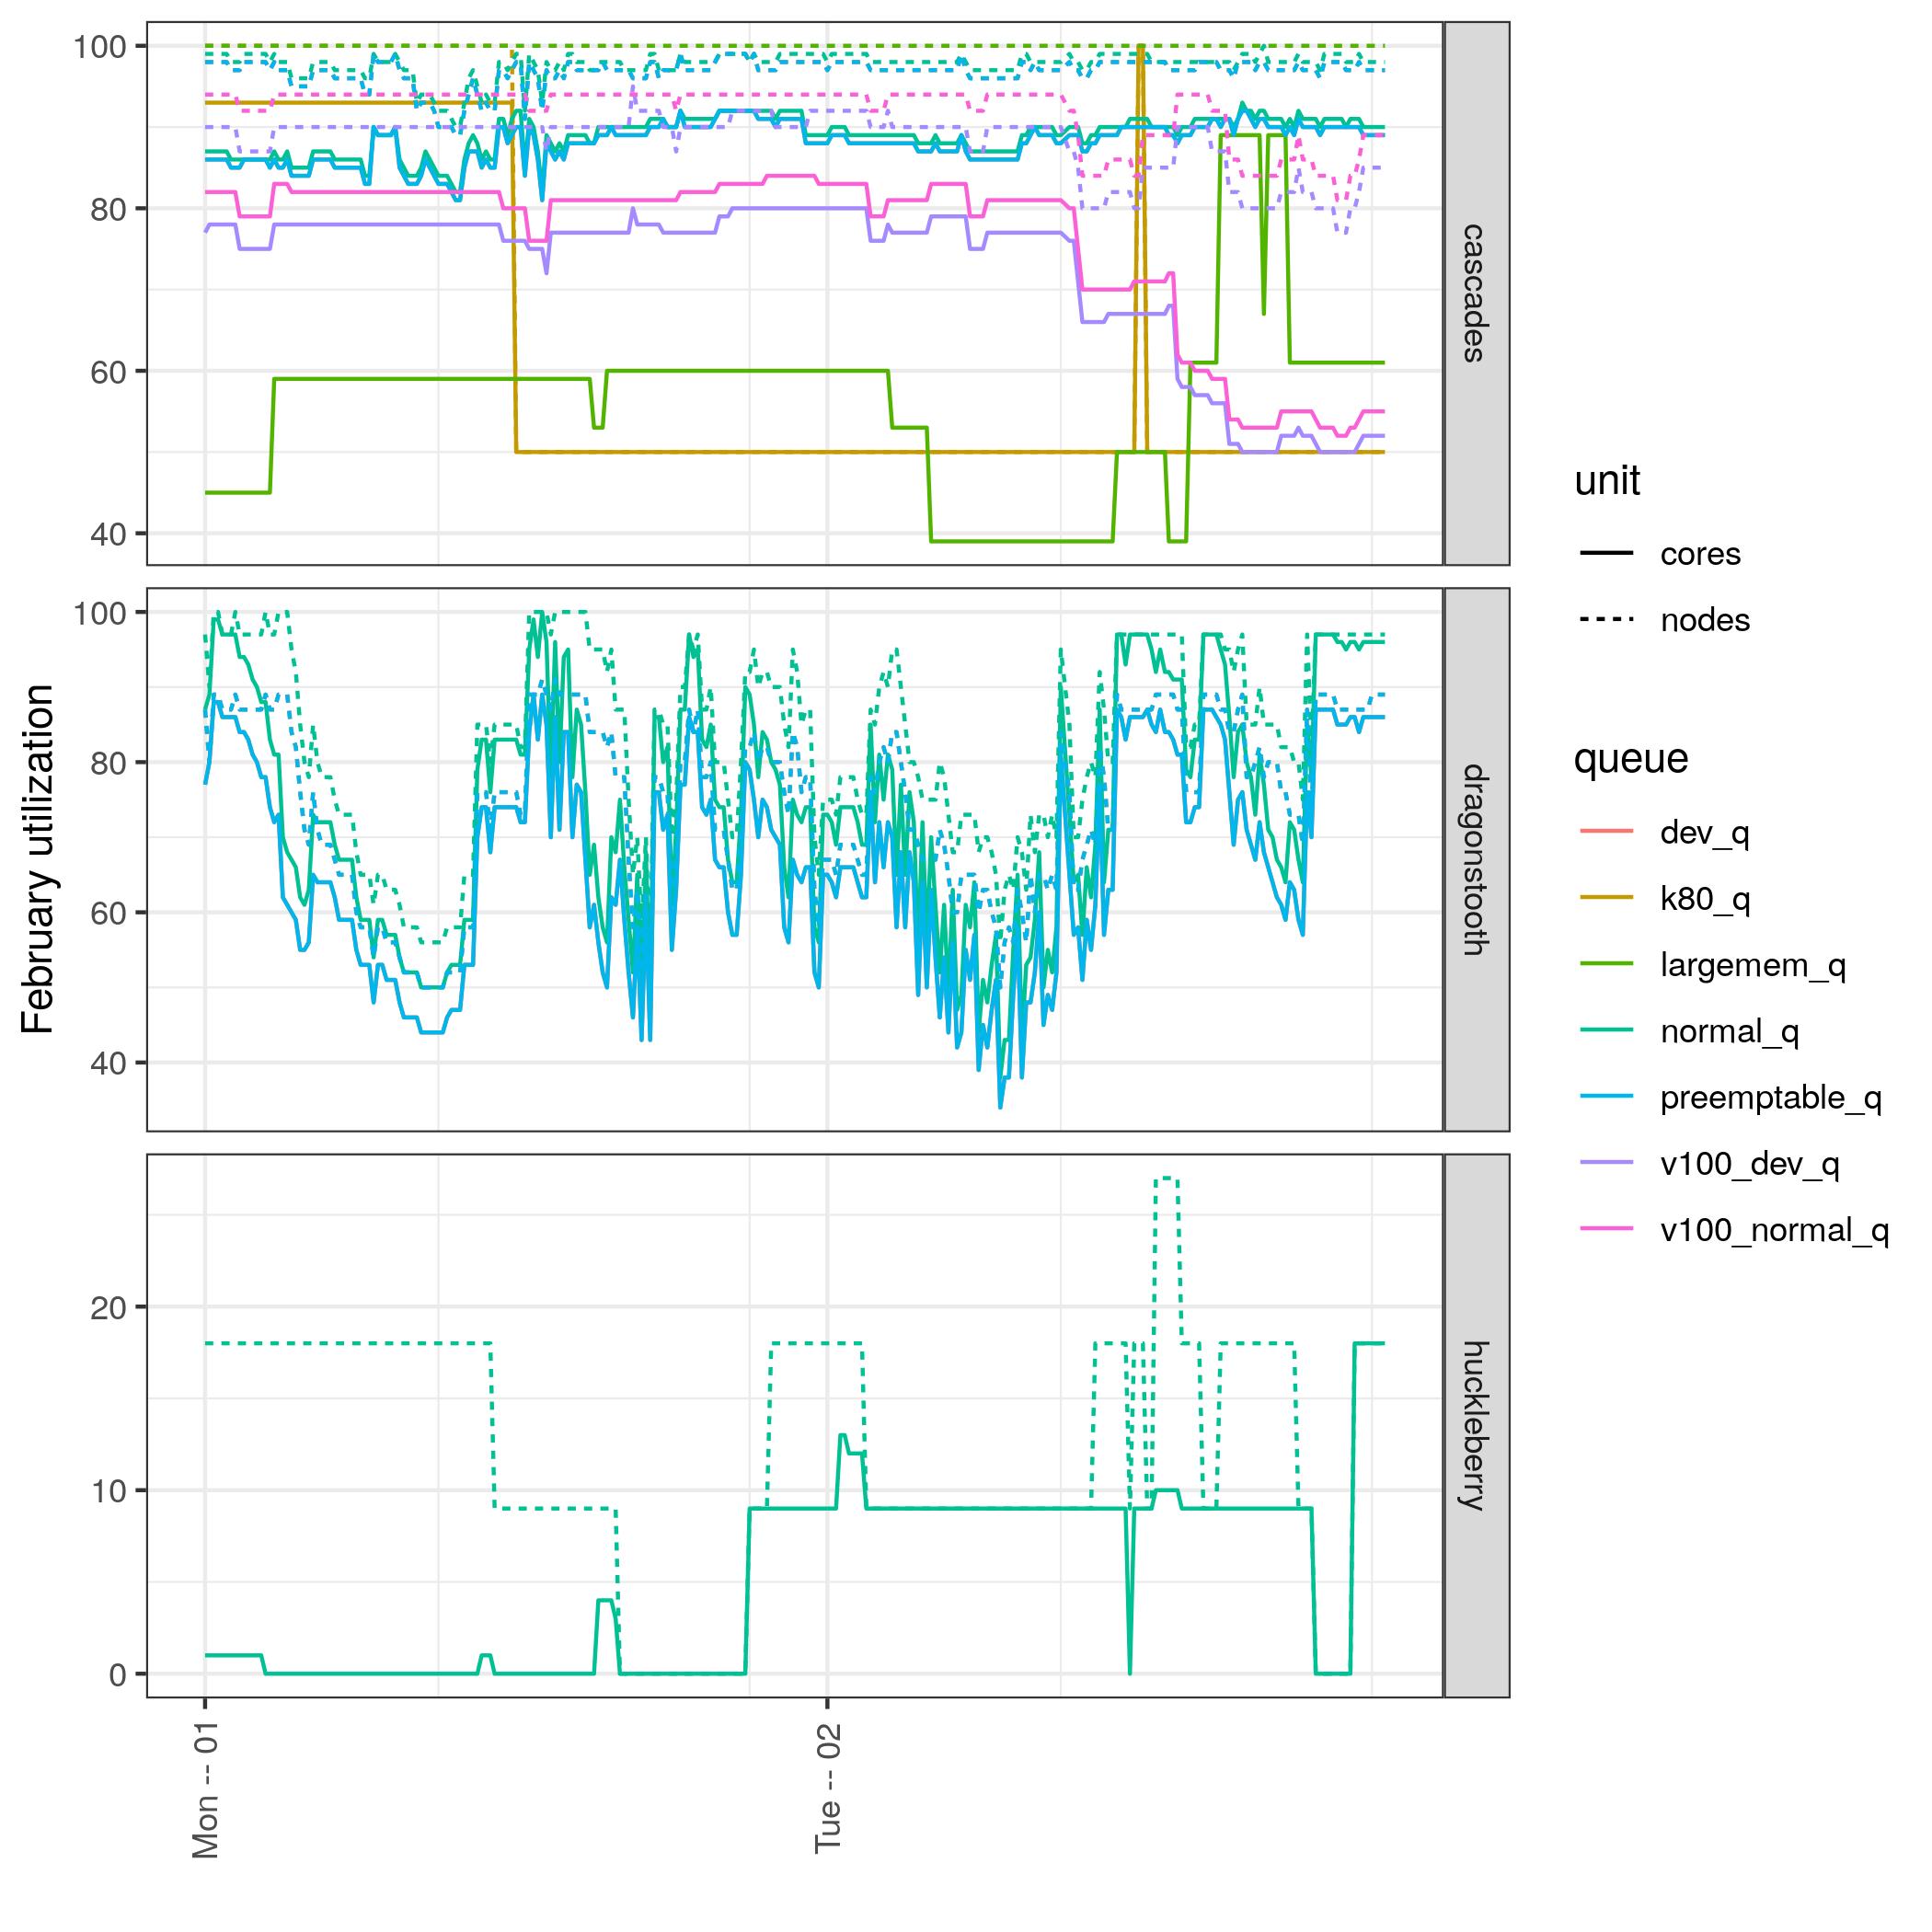 February utilization
100
80
60
40
cascades
100
80
60
40
dragonstooth
20
10
0
huckleberry
Mon -- 01
Tue -- 02
unit
cores
nodes
queue
dev_q
k80_q
largemem_q
normal_q
preemptable_q
v100_dev_q
v100_normal_q